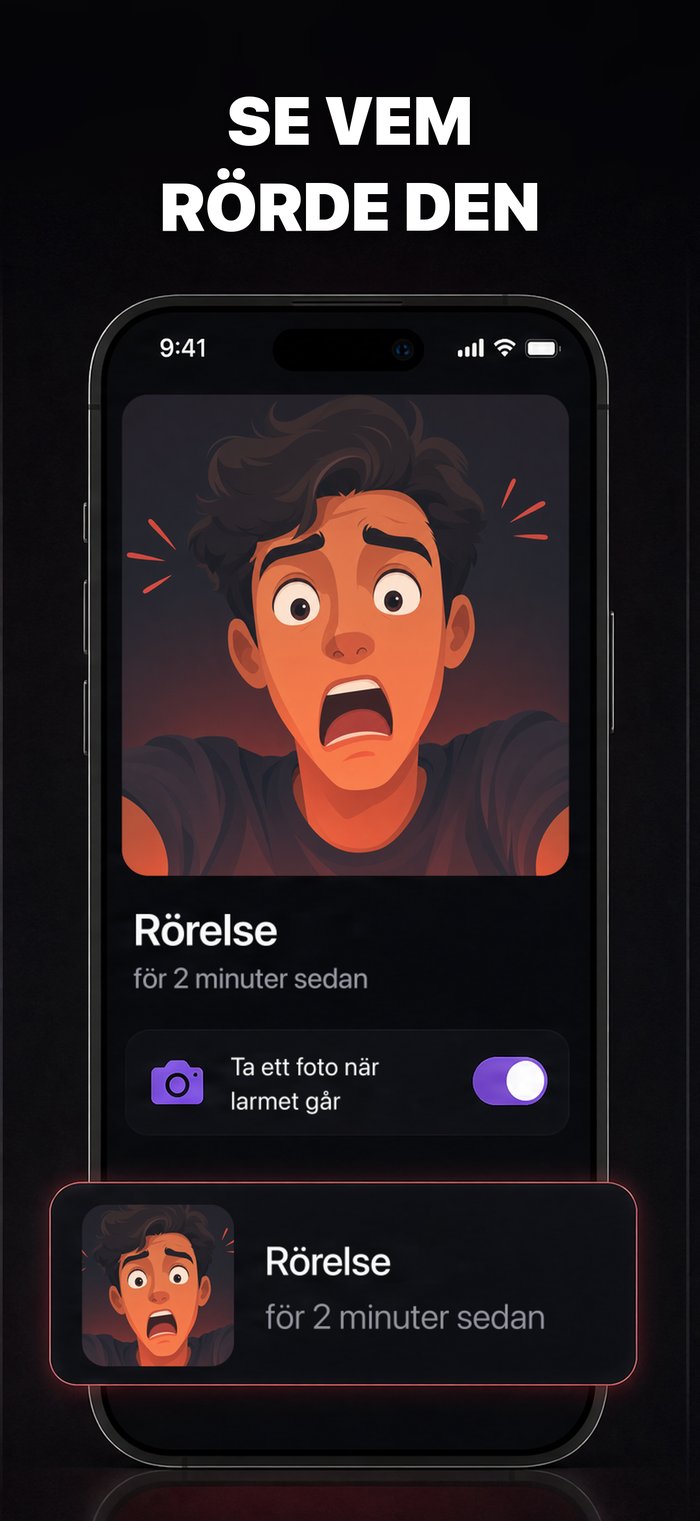 SE VEM
RÖRDE DEN
9:41
Rörelse
för 2 minuter sedan
Ta ett foto när
larmet går
Rörelse
för 2 minuter sedan